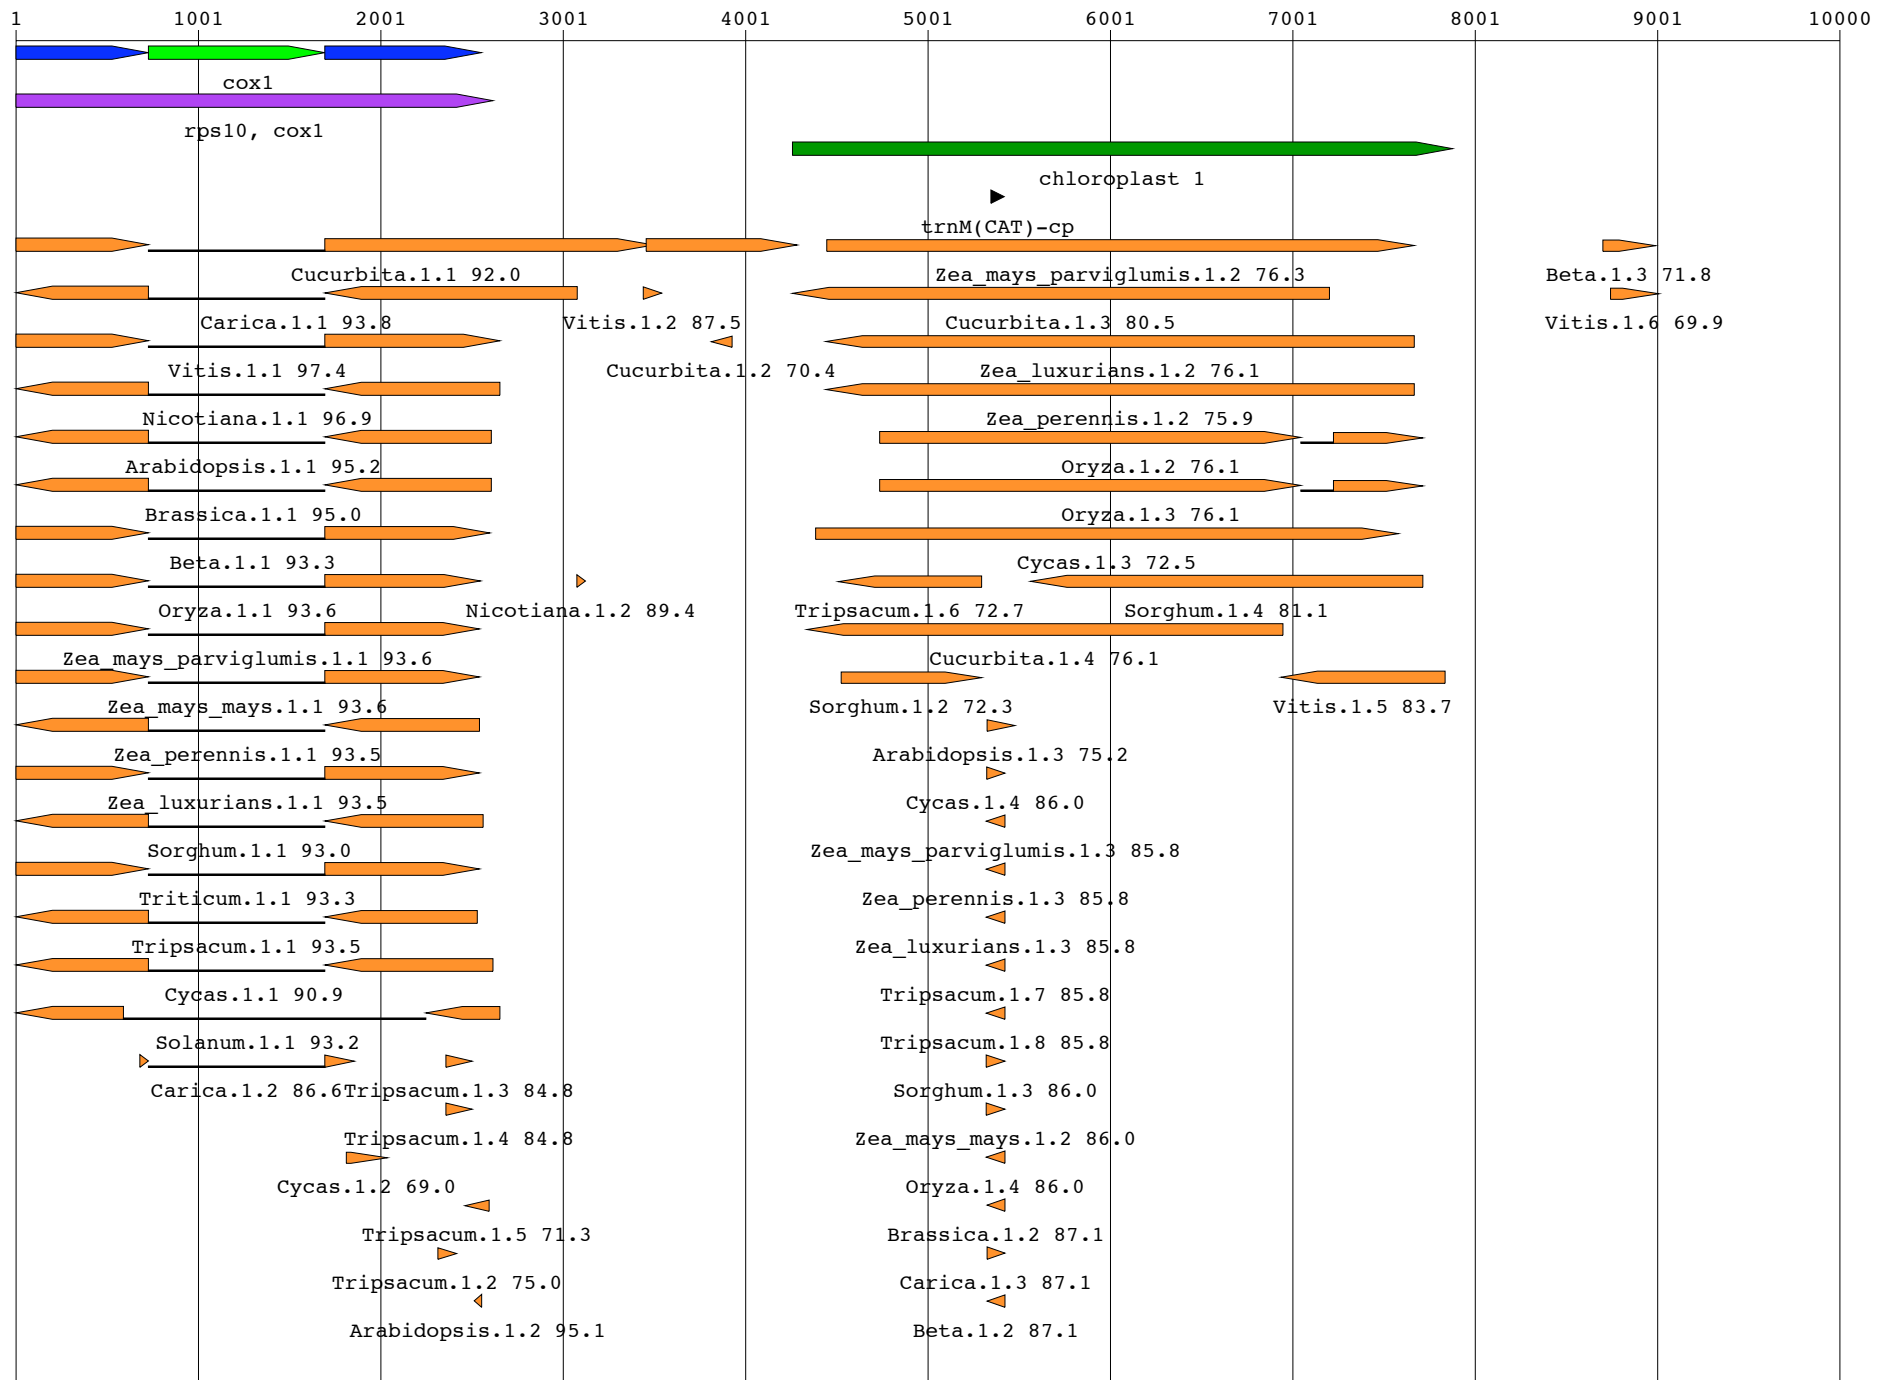 1 1001 2001 3001 4001 5001 6001 7001 8001 9001 10000
cox1
rps10, cox1
chloroplast 1
trnM(CAT)-cp
Cucurbita.1.1 92.0 Zea_mays_parviglumis.1.2 76.3 Beta.1.3 71.8
Carica.1.1 93.8 Vitis.1.2 87.5 Cucurbita.1.3 80.5 Vitis.1.6 69.9
Vitis.1.1 97.4 Cucurbita.1.2 70.4 Zea_luxurians.1.2 76.1
Nicotiana.1.1 96.9 Zea_perennis.1.2 75.9
Arabidopsis.1.1 95.2 Oryza.1.2 76.1
Brassica.1.1 95.0 Oryza.1.3 76.1
Beta.1.1 93.3 Cycas.1.3 72.5
Oryza.1.1 93.6 Nicotiana.1.2 89.4 Tripsacum.1.6 72.7 Sorghum.1.4 81.1
Zea_mays_parviglumis.1.1 93.6 Cucurbita.1.4 76.1
Zea_mays_mays.1.1 93.6 Sorghum.1.2 72.3 Vitis.1.5 83.7
Zea_perennis.1.1 93.5 Arabidopsis.1.3 75.2
Zea_luxurians.1.1 93.5 Cycas.1.4 86.0
Sorghum.1.1 93.0 Zea_mays_parviglumis.1.3 85.8
Triticum.1.1 93.3 Zea_perennis.1.3 85.8
Tripsacum.1.1 93.5 Zea_luxurians.1.3 85.8
Cycas.1.1 90.9 Tripsacum.1.7 85.8
Solanum.1.1 93.2 Tripsacum.1.8 85.8
Carica.1.2 86.6 Tripsacum.1.3 84.8 Sorghum.1.3 86.0
Tripsacum.1.4 84.8 Zea_mays_mays.1.2 86.0
Cycas.1.2 69.0 Oryza.1.4 86.0
Tripsacum.1.5 71.3 Brassica.1.2 87.1
Tripsacum.1.2 75.0 Carica.1.3 87.1
Arabidopsis.1.2 95.1 Beta.1.2 87.1